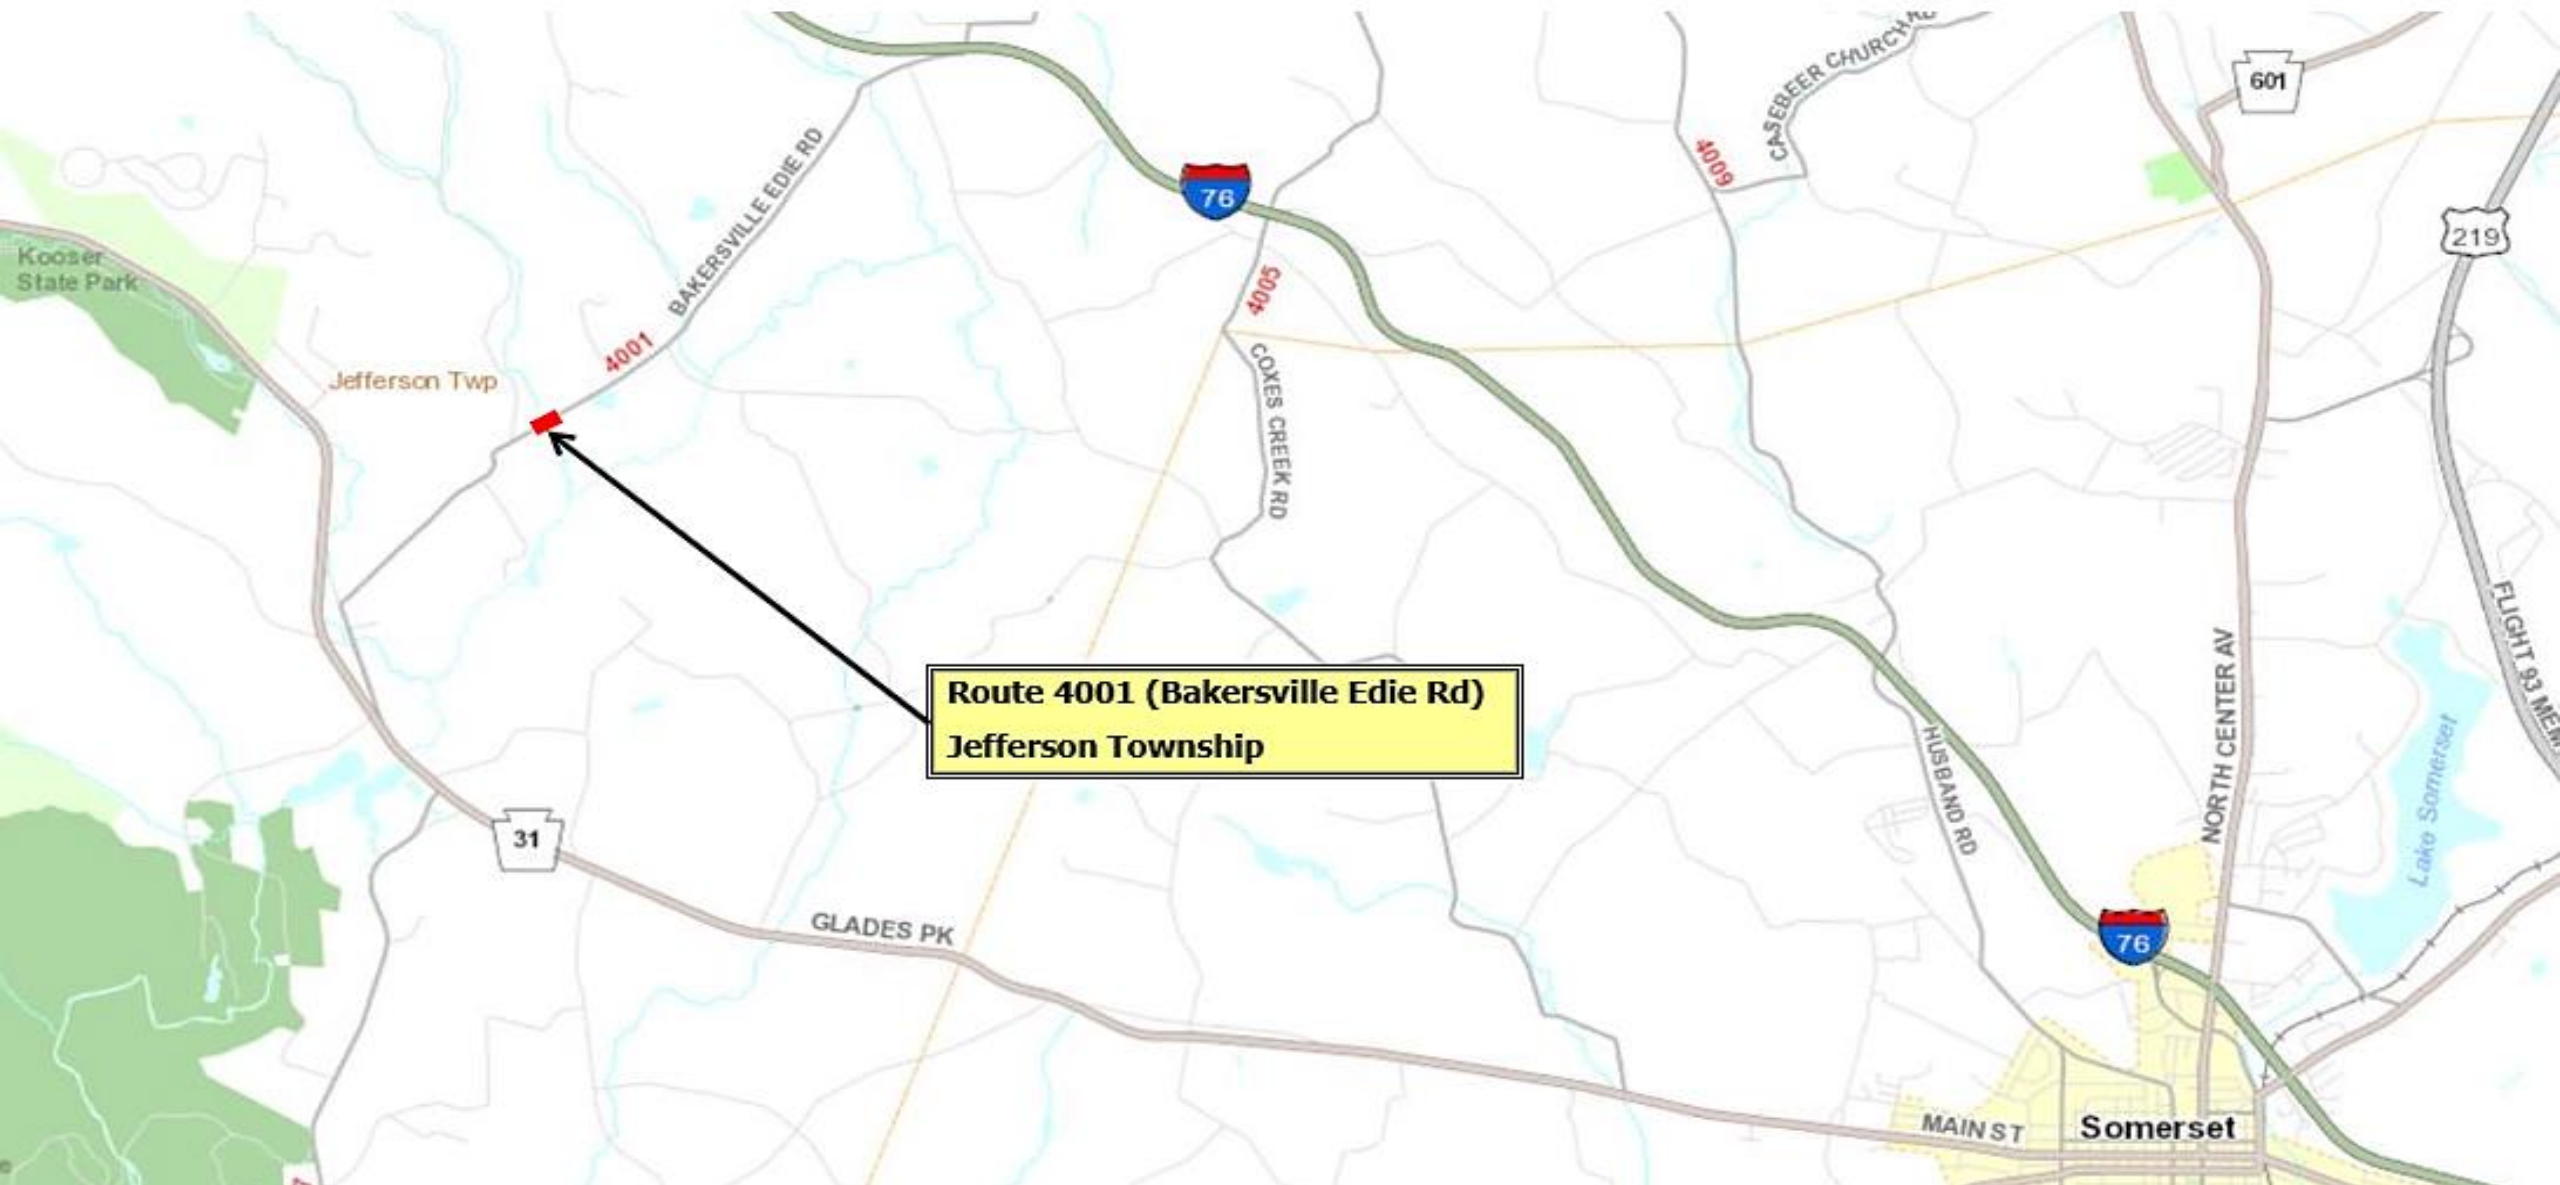 CASEBEER CHURCH RD
601
BAKERSVILLE EDIE RD
4009
76
219
Kooser
State Park
4005
4001
Jefferson Twp
COXES CREEK RD
FLIGHT 93 MEM
NORTH CENTER AV
Route 4001 (Bakersville Edie Rd)
Jefferson Township
HUSBAND RD
Lake Somerset
31
GLADES PK
76
MAIN ST
Somerset